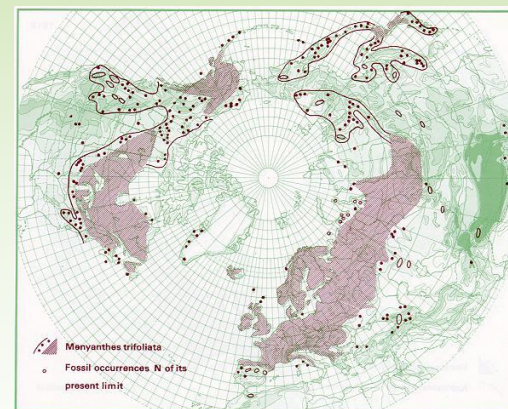 Menyanthes trifoliata
Fossil occurrences N of its
present limit